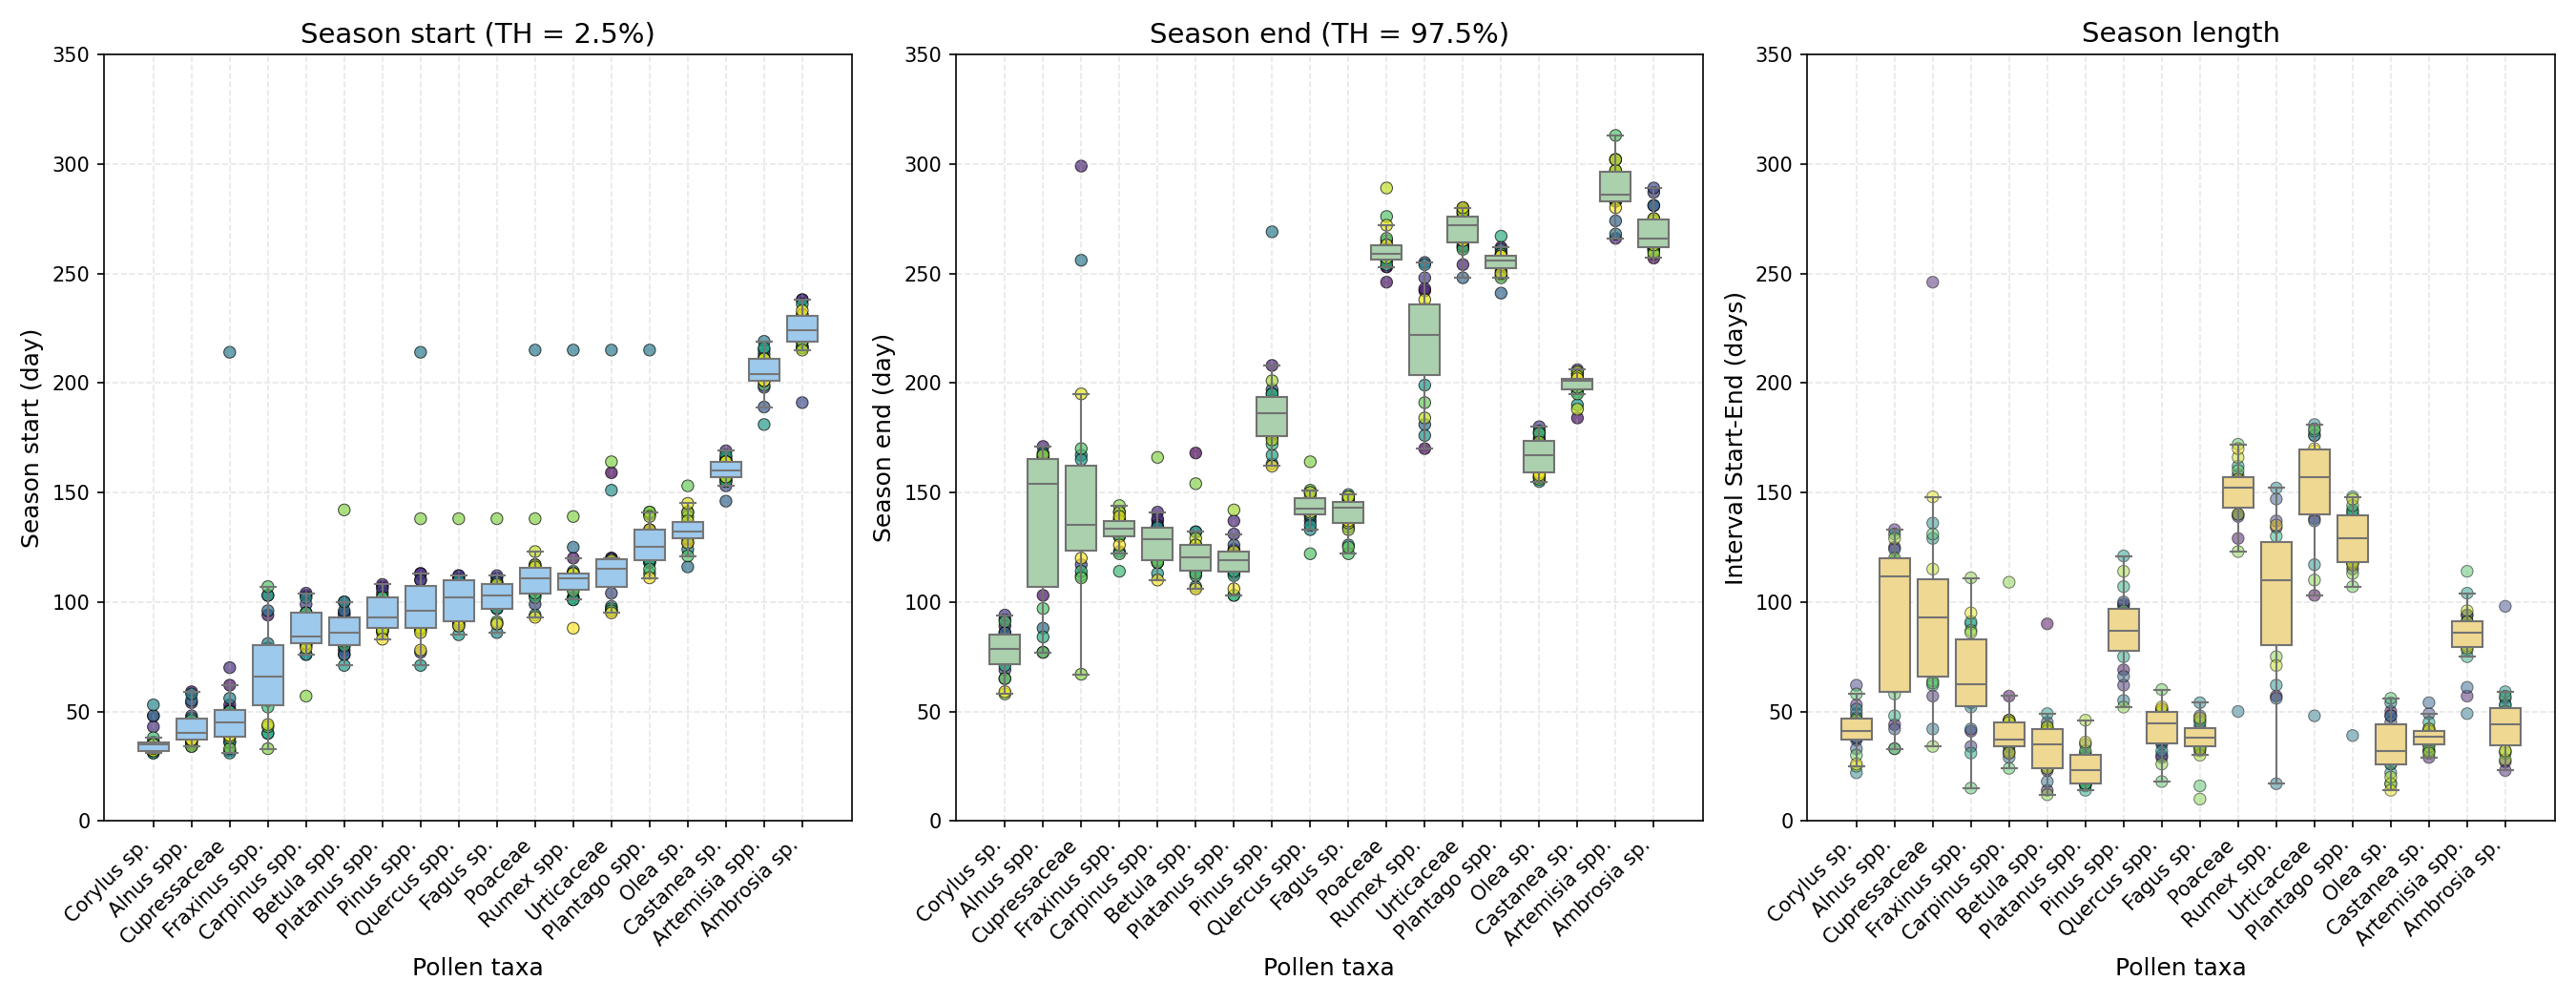 Season start (TH = 2.5%)
Season start (day)
350
300
250
200
150
100
50
0
Corylus sp.
Alnus spp.
Cupressaceae
Fraxinus spp.
Carpinus spp.
Betula spp.
Platanus spp.
Pinus spp.
Quercus spp.
Fagus sp.
Poaceae
Rumex spp.
Urticaceae
Plantago spp.
Olea sp.
Castanea sp.
Artemisia spp.
Ambrosia sp.
Pollen taxa
Season end (TH = 97.5%)
Season end (day)
350
300
250
200
150
100
50
0
Corylus sp.
Alnus spp.
Cupressaceae
Fraxinus spp.
Carpinus spp.
Betula spp.
Platanus spp.
Pinus spp.
Quercus spp.
Fagus sp.
Poaceae
Rumex spp.
Urticaceae
Plantago spp.
Olea sp.
Castanea sp.
Artemisia spp.
Ambrosia sp.
Pollen taxa
Season length
Interval Start-End (days)
350
300
250
200
150
100
50
0
Corylus sp.
Alnus spp.
Cupressaceae
Fraxinus spp.
Carpinus spp.
Betula spp.
Platanus spp.
Pinus spp.
Quercus spp.
Fagus sp.
Poaceae
Rumex spp.
Urticaceae
Plantago spp.
Olea sp.
Castanea sp.
Artemisia spp.
Ambrosia sp.
Pollen taxa